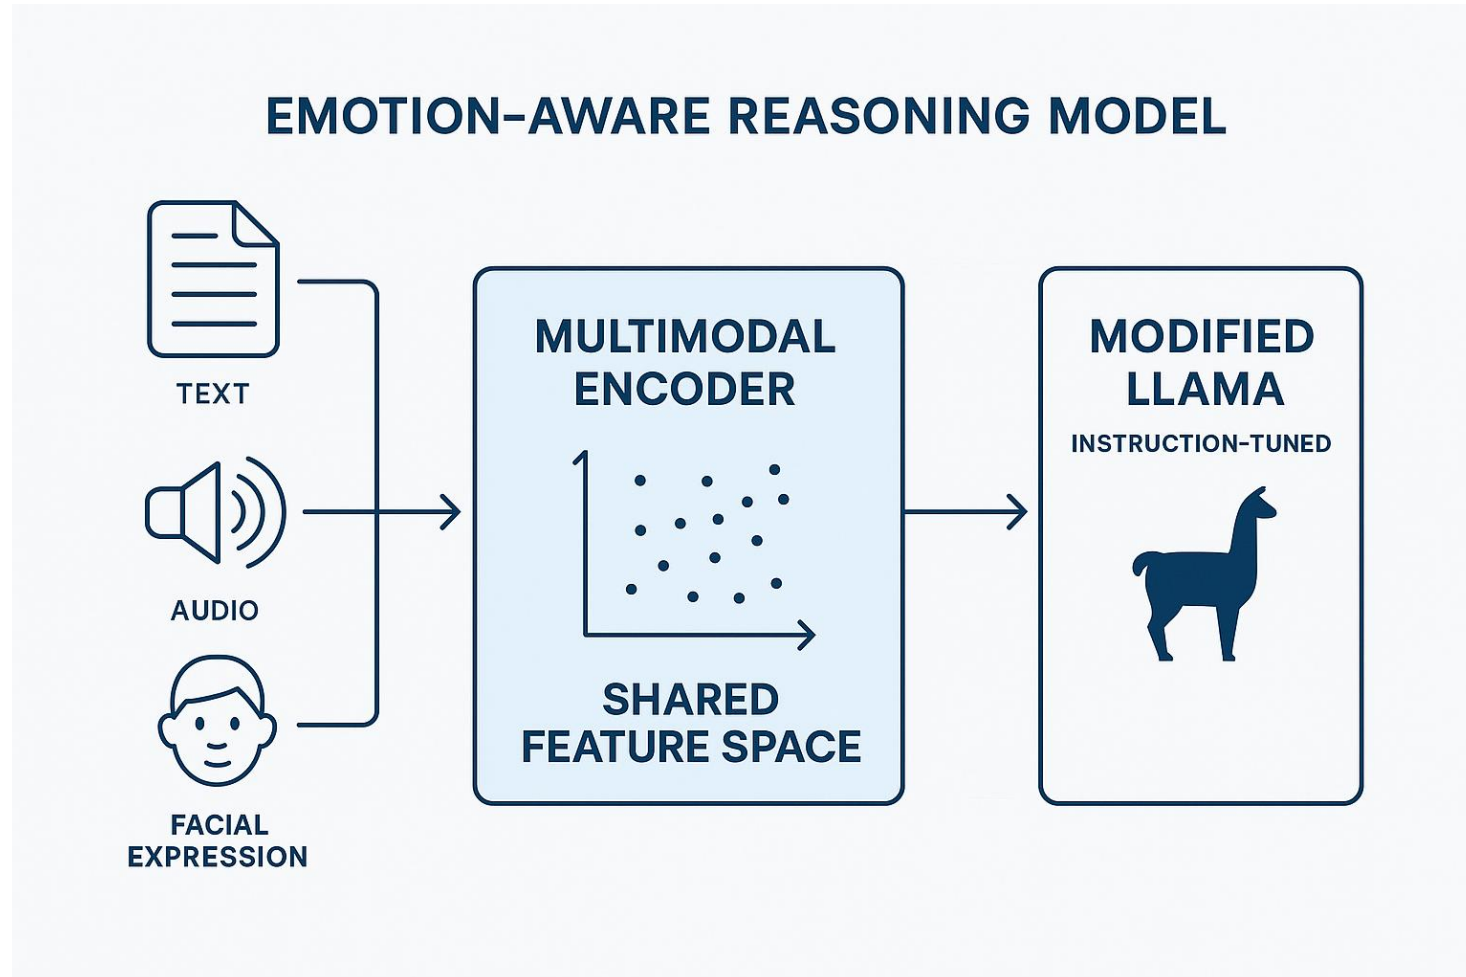 EMOTION-AWARE REASONING MODEL
TEXT
AUDIO
FACIAL
EXPRESSION
MULTIMODAL
ENCODER
SHARED
FEATURE SPACE
MODIFIED
LLAMA
INSTRUCTION-TUNED